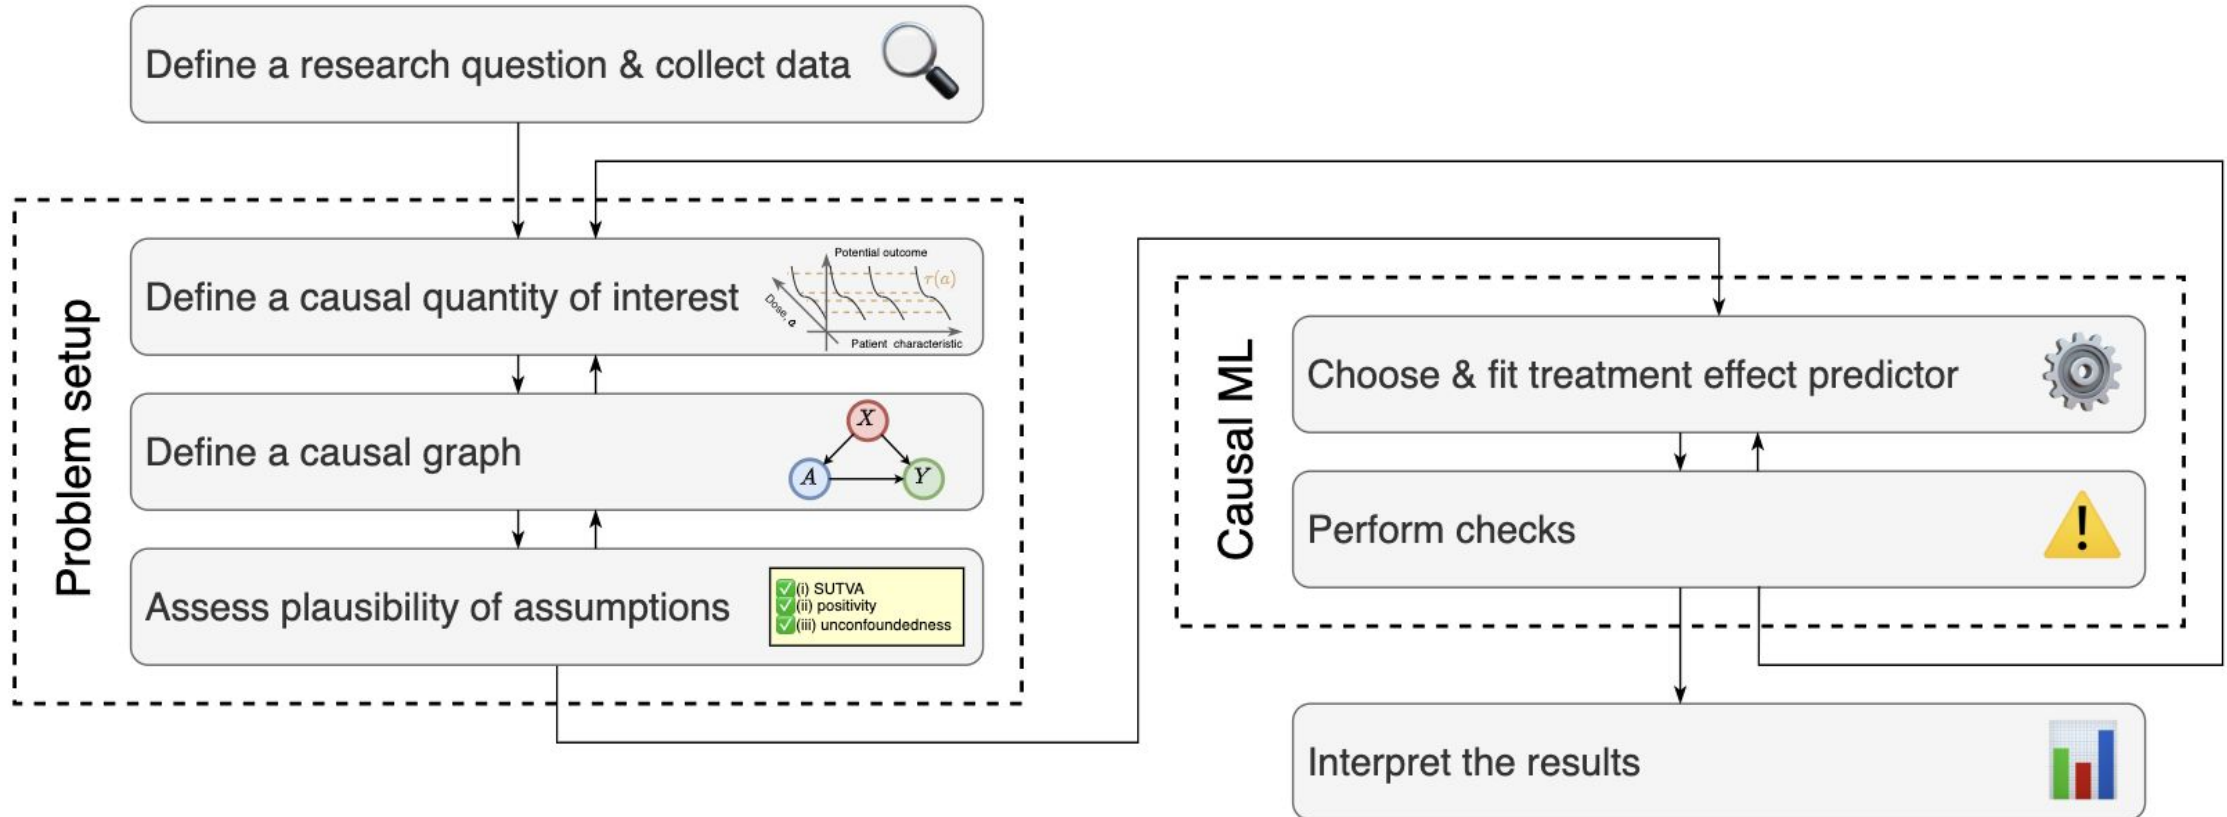 Define a research question & collect data
Problem setup
Define a causal quantity of interest
Potential outcome
τ(a)
Dose, a
Patient characteristic
Define a causal graph
X
A
Y
Assess plausibility of assumptions
(i) SUTVA
(ii) positivity
(iii) unconfoundedness
Causal ML
Choose & fit treatment effect predictor
Perform checks
Interpret the results